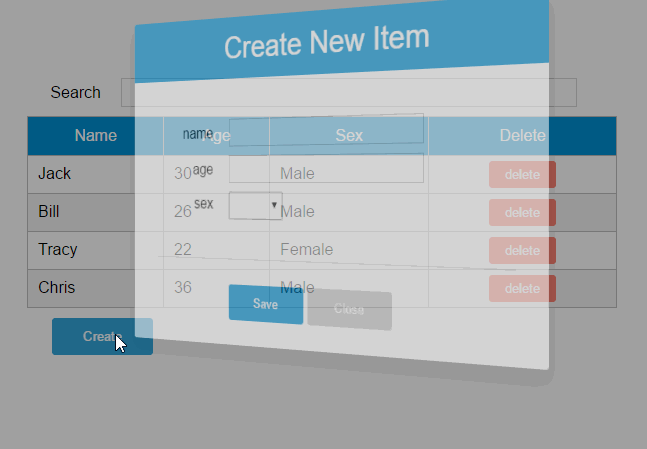 Create New Item
Search
Name Age Sex Delete
name
Jack 30 Male delete
age
Bill 26 Male delete
sex
Tracy 22 Female delete
Chris 36 Male delete
Save Close
Create